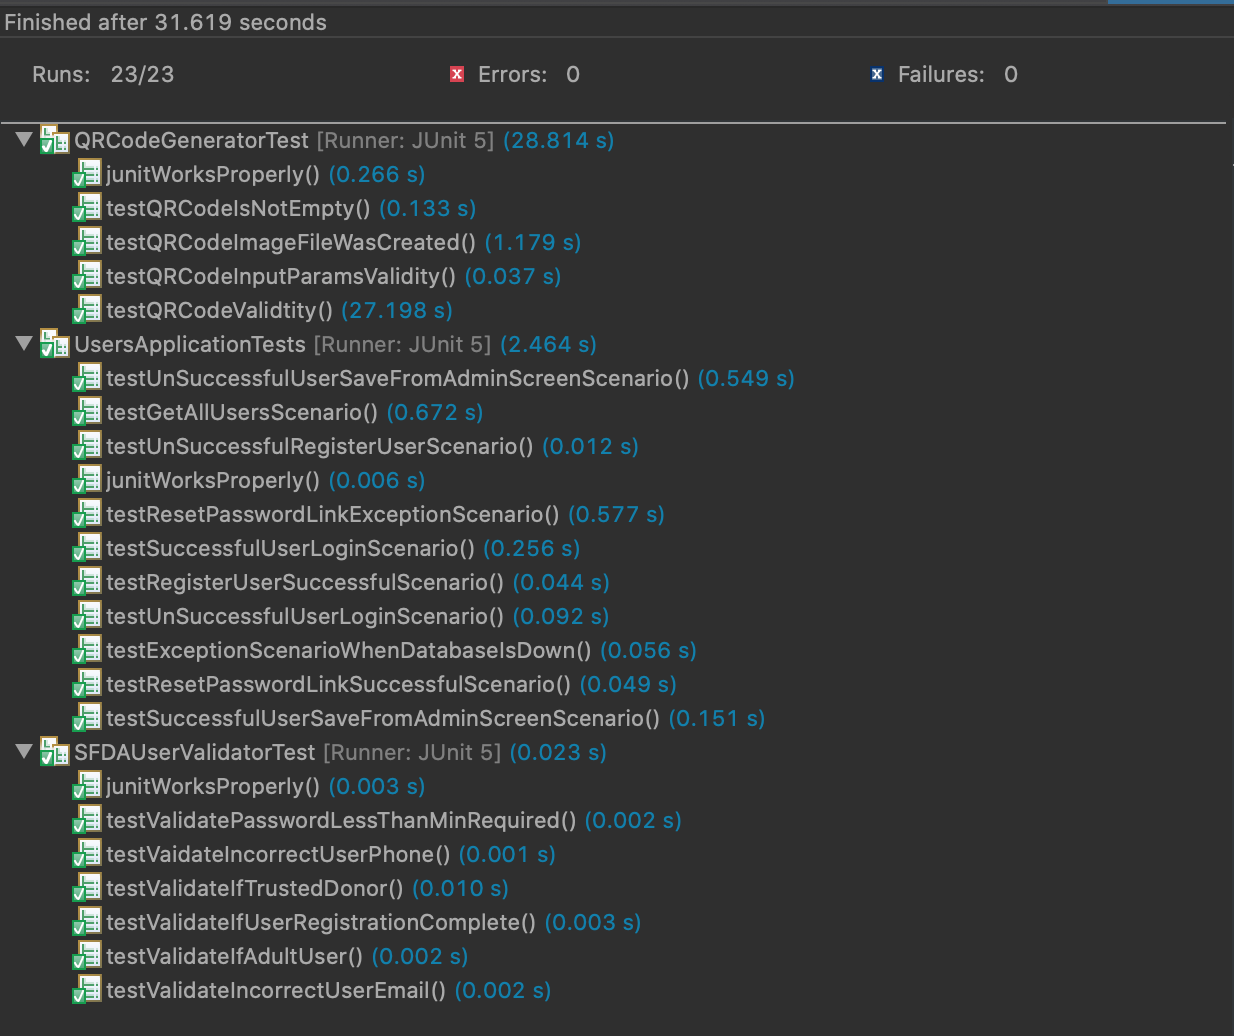 Finished after 31.619 seconds
Runs: 23/23 Errors: 0 Failures: 0
QRCodeGeneratorTest [Runner: JUnit 5] (28.814 s)
junitWorksProperly() (0.266 s)
testQRCodeIsNotEmpty() (0.133 s)
testQRCodeImageFileWasCreated() (1.179 s)
testQRCodeInputParamsValidity() (0.037 s)
testQRCodeValidtity() (27.198 s)
UsersApplicationTests [Runner: JUnit 5] (2.464 s)
testUnSuccessfulUserSaveFromAdminScreenScenario() (0.549 s)
testGetAllUsersScenario() (0.672 s)
testUnSuccessfulRegisterUserScenario() (0.012 s)
junitWorksProperly() (0.006 s)
testResetPasswordLinkExceptionScenario() (0.577 s)
testSuccessfulUserLoginScenario() (0.256 s)
testRegisterUserSuccessfulScenario() (0.044 s)
testUnSuccessfulUserLoginScenario() (0.092 s)
testExceptionScenarioWhenDatabaseIsDown() (0.056 s)
testResetPasswordLinkSuccessfulScenario() (0.049 s)
testSuccessfulUserSaveFromAdminScreenScenario() (0.151 s)
SFDAUserValidatorTest [Runner: JUnit 5] (0.023 s)
junitWorksProperly() (0.003 s)
testValidatePasswordLessThanMinRequired() (0.002 s)
testVaidateIncorrectUserPhone() (0.001 s)
testValidateIfTrustedDonor() (0.010 s)
testValidateIfUserRegistrationComplete() (0.003 s)
testValidateIfAdultUser() (0.002 s)
testValidateIncorrectUserEmail() (0.002 s)